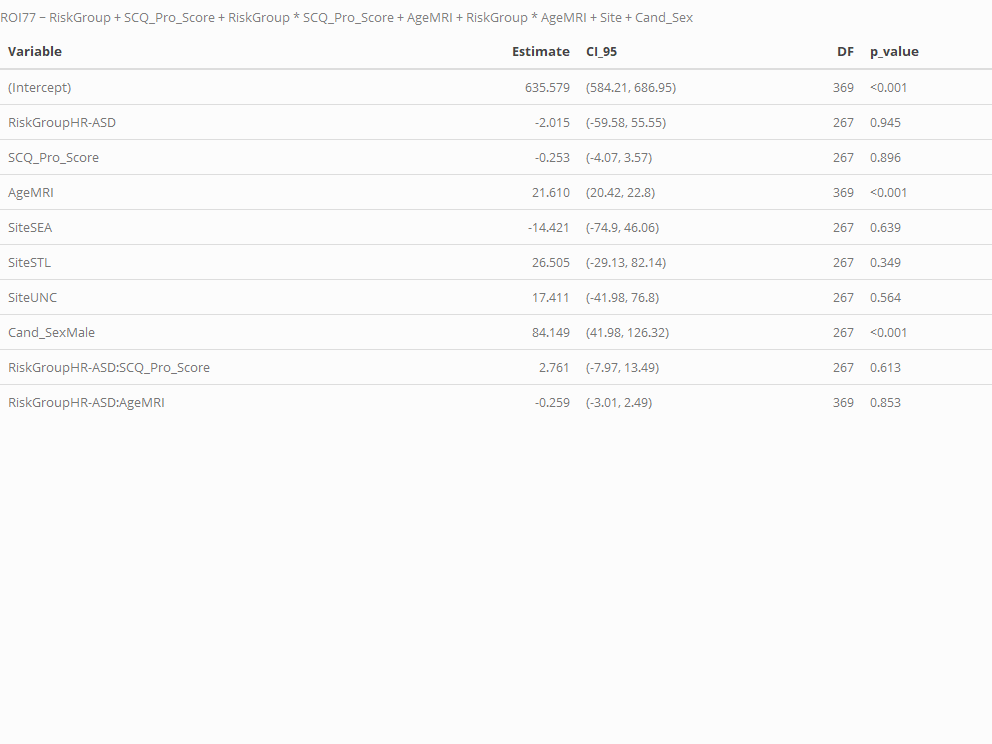 ROI77 ~ RiskGroup + SCQ_Pro_Score + RiskGroup * SCQ_Pro_Score + AgeMRI + RiskGroup * AgeMRI + Site + Cand_Sex
Variable Estimate CI_95 DF p_value
(Intercept) 635.579 (584.21, 686.95) 369 <0.001
RiskGroupHR-ASD -2.015 (-59.58, 55.55) 267 0.945
SCQ_Pro_Score -0.253 (-4.07, 3.57) 267 0.896
AgeMRI 21.610 (20.42, 22.8) 369 <0.001
SiteSEA -14.421 (-74.9, 46.06) 267 0.639
SiteSTL 26.505 (-29.13, 82.14) 267 0.349
SiteUNC 17.411 (-41.98, 76.8) 267 0.564
Cand_SexMale 84.149 (41.98, 126.32) 267 <0.001
RiskGroupHR-ASD:SCQ_Pro_Score 2.761 (-7.97, 13.49) 267 0.613
RiskGroupHR-ASD:AgeMRI -0.259 (-3.01, 2.49) 369 0.853